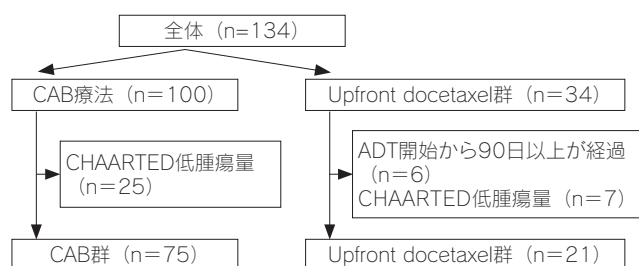 全体（n=134）
CAB療法（n＝100）
Upfront docetaxel群（n＝34）
CHAARTED低腫瘍量
（n＝25）
ADT開始から90日以上が経過
（n＝6）
CHAARTED低腫瘍量（n＝7）
CAB群（n＝75）
Upfront docetaxel群（n＝21）